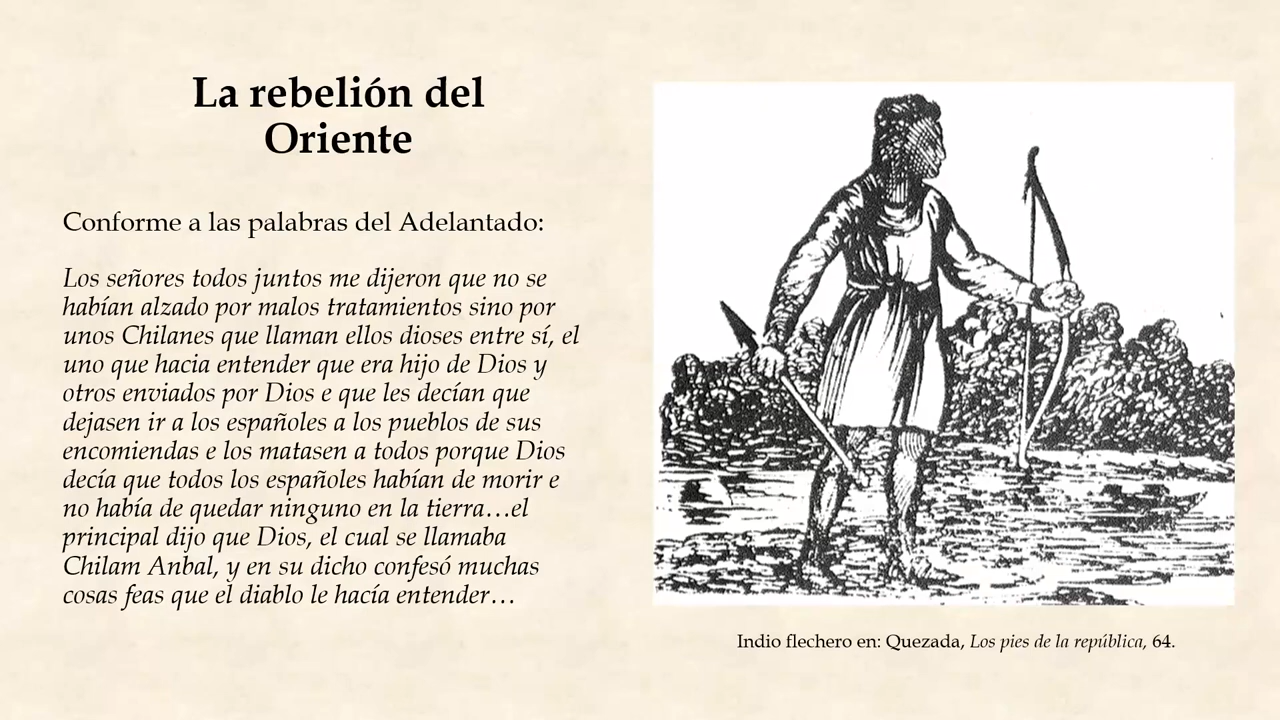 La rebelión del
Oriente
Conforme a las palabras del Adelantado:
Los señores todos juntos me dijeron que no se
habían alzado por malos tratamientos sino por
unos Chilanes que llaman ellos dioses entre sí, el
uno que hacia entender que era hijo de Dios y
otros enviados por Dios e que les decían que
dejasen ir a los españoles a los pueblos de sus
encomiendas e los matasen a todos porque Dios
decía que todos los españoles habían de morir e
no había de quedar ninguno en la tierra…el
principal dijo que Dios, el cual se llamaba
Chilam Anbal, y en su dicho confesó muchas
cosas feas que el diablo le hacía entender…
Indio flechero en: Quezada, Los pies de la república, 64.